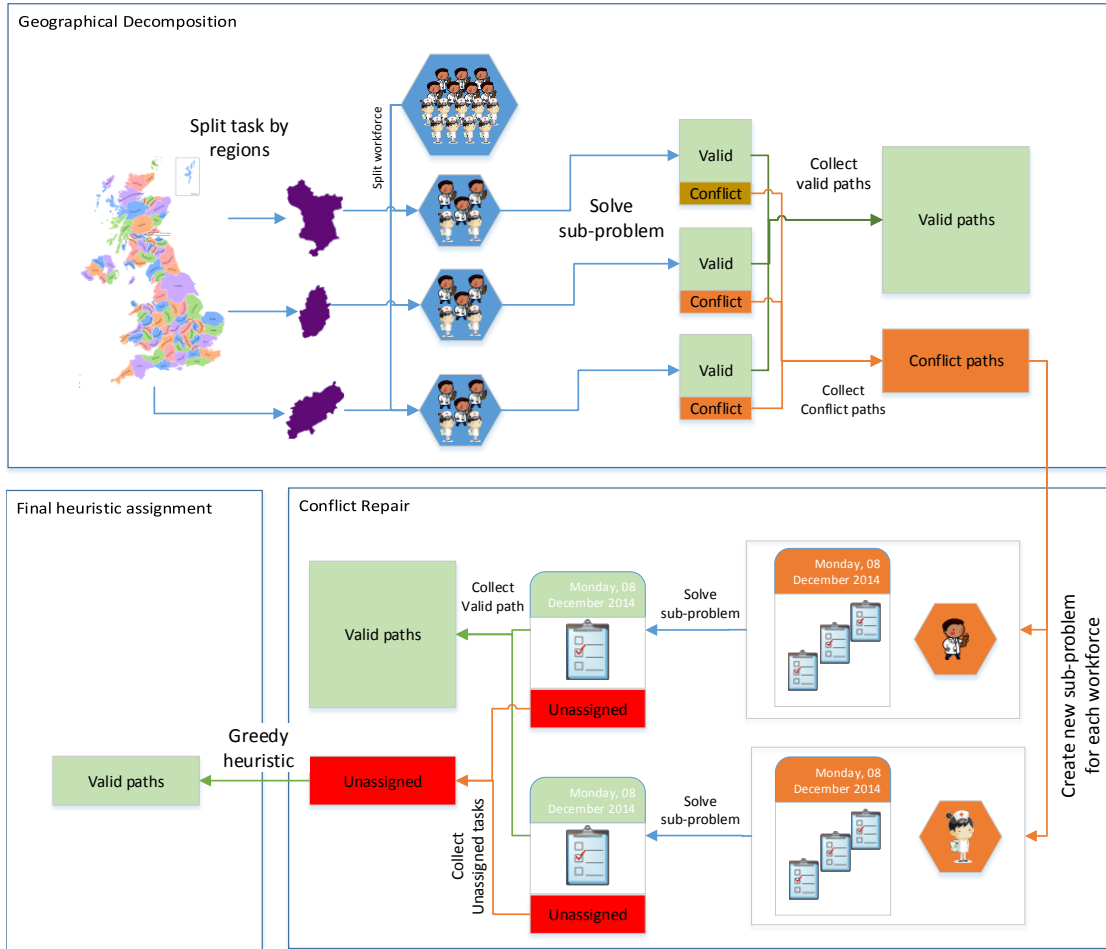 Geographical Decomposition
Split task by
regions
Split workforce
Solve
sub-problem
Valid
Conflict
Valid
Conflict
Valid
Conflict
Collect
valid paths
Valid paths
Collect
Conflict paths
Conflict paths
Create new sub-problem
for each workforce
Final heuristic assignment
Valid paths
Greedy
heuristic
Conflict Repair
Valid paths
Unassigned
Collect
Valid path
Collect
Unassigned tasks
Monday, 08
December 2014
Unassigned
Solve
sub-problem
Monday, 08
December 2014
Monday, 08
December 2014
Unassigned
Solve
sub-problem
Monday, 08
December 2014